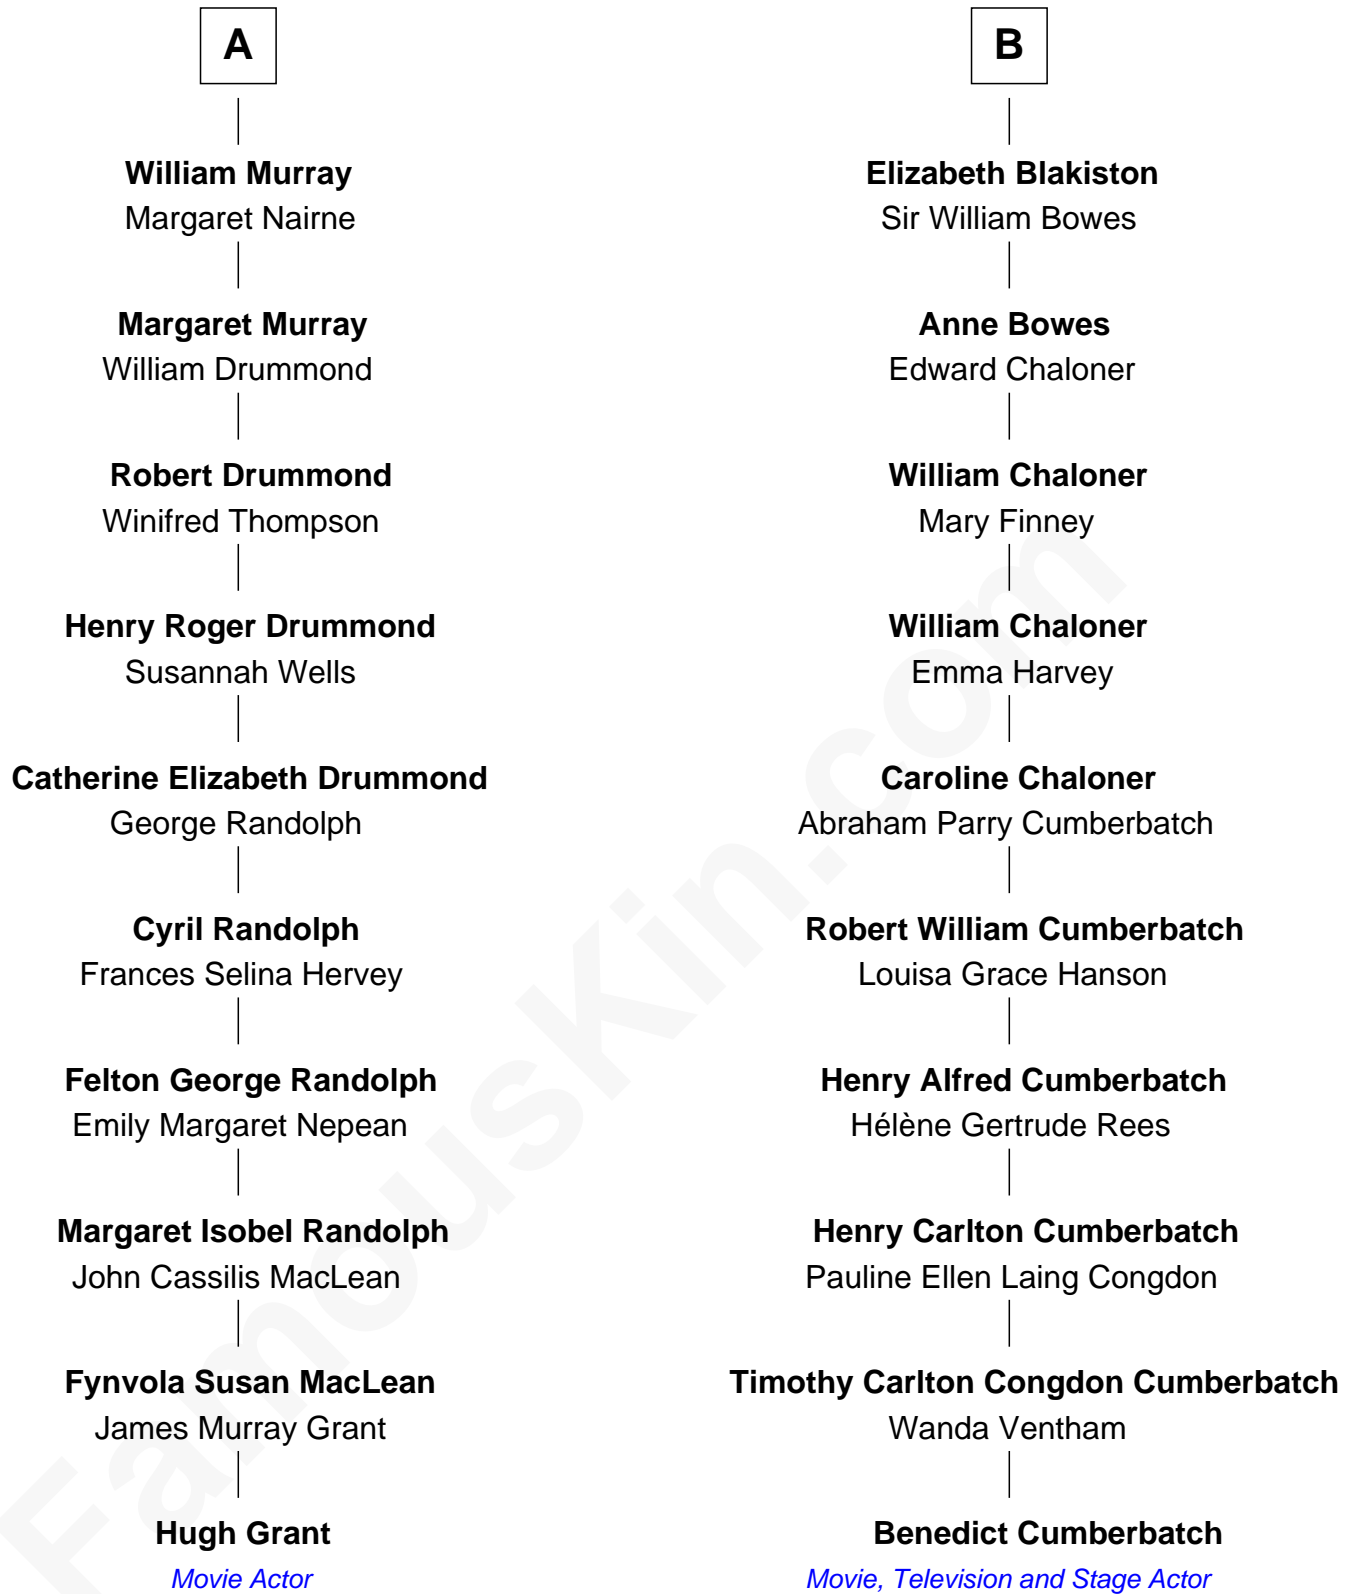 A
William Murray
Margaret Nairne
Margaret Murray
William Drummond
Robert Drummond
Winifred Thompson
Henry Roger Drummond
Susannah Wells
Catherine Elizabeth Drummond
George Randolph
Cyril Randolph
Frances Selina Hervey
Felton George Randolph
Emily Margaret Nepean
Margaret Isobel Randolph
John Cassilis MacLean
Fynvola Susan MacLean
James Murray Grant
Hugh Grant
Movie Actor
B
Elizabeth Blakiston
Sir William Bowes
Anne Bowes
Edward Chaloner
William Chaloner
Mary Finney
William Chaloner
Emma Harvey
Caroline Chaloner
Abraham Parry Cumberbatch
Robert William Cumberbatch
Louisa Grace Hanson
Henry Alfred Cumberbatch
Hélène Gertrude Rees
Henry Carlton Cumberbatch
Pauline Ellen Laing Congdon
Timothy Carlton Congdon Cumberbatch
Wanda Ventham
Benedict Cumberbatch
Movie, Television and Stage Actor
FamousKin.com